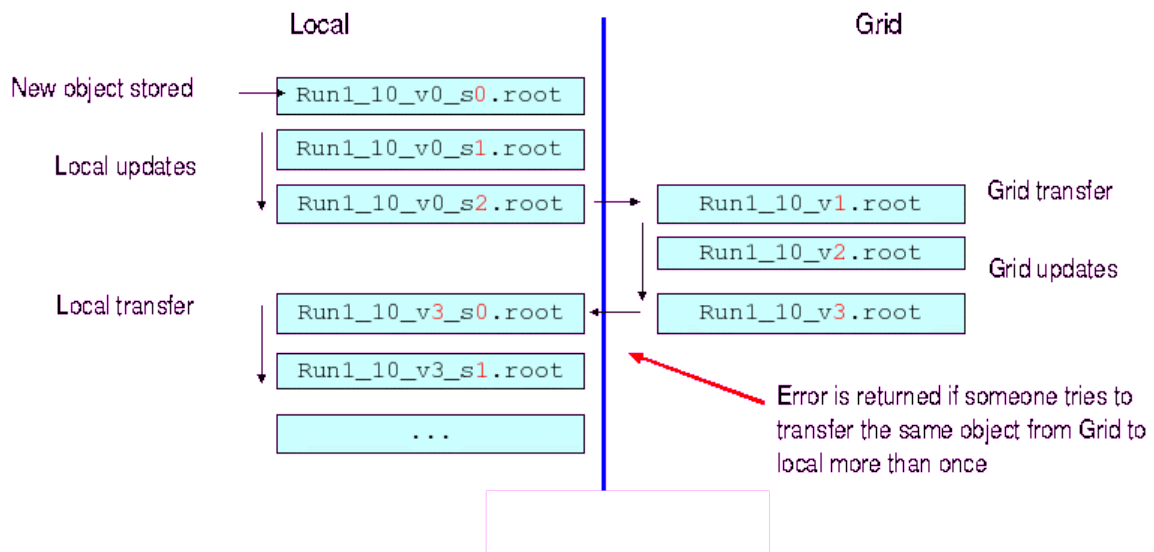 Local
Grid
New object stored
Run1_10_v0_s0.root
Run1_10_v0_s1.root
Local updates
Run1_10_v0_s2.root
Run1_10_v1.root
Grid transfer
Run1_10_v2.root
Grid updates
Local transfer
Run1_10_v3_s0.root
Run1_10_v3.root
Run1_10_v3_s1.root
Error is returned if someone tries to
transfer the same object from Grid to
local more than once
...